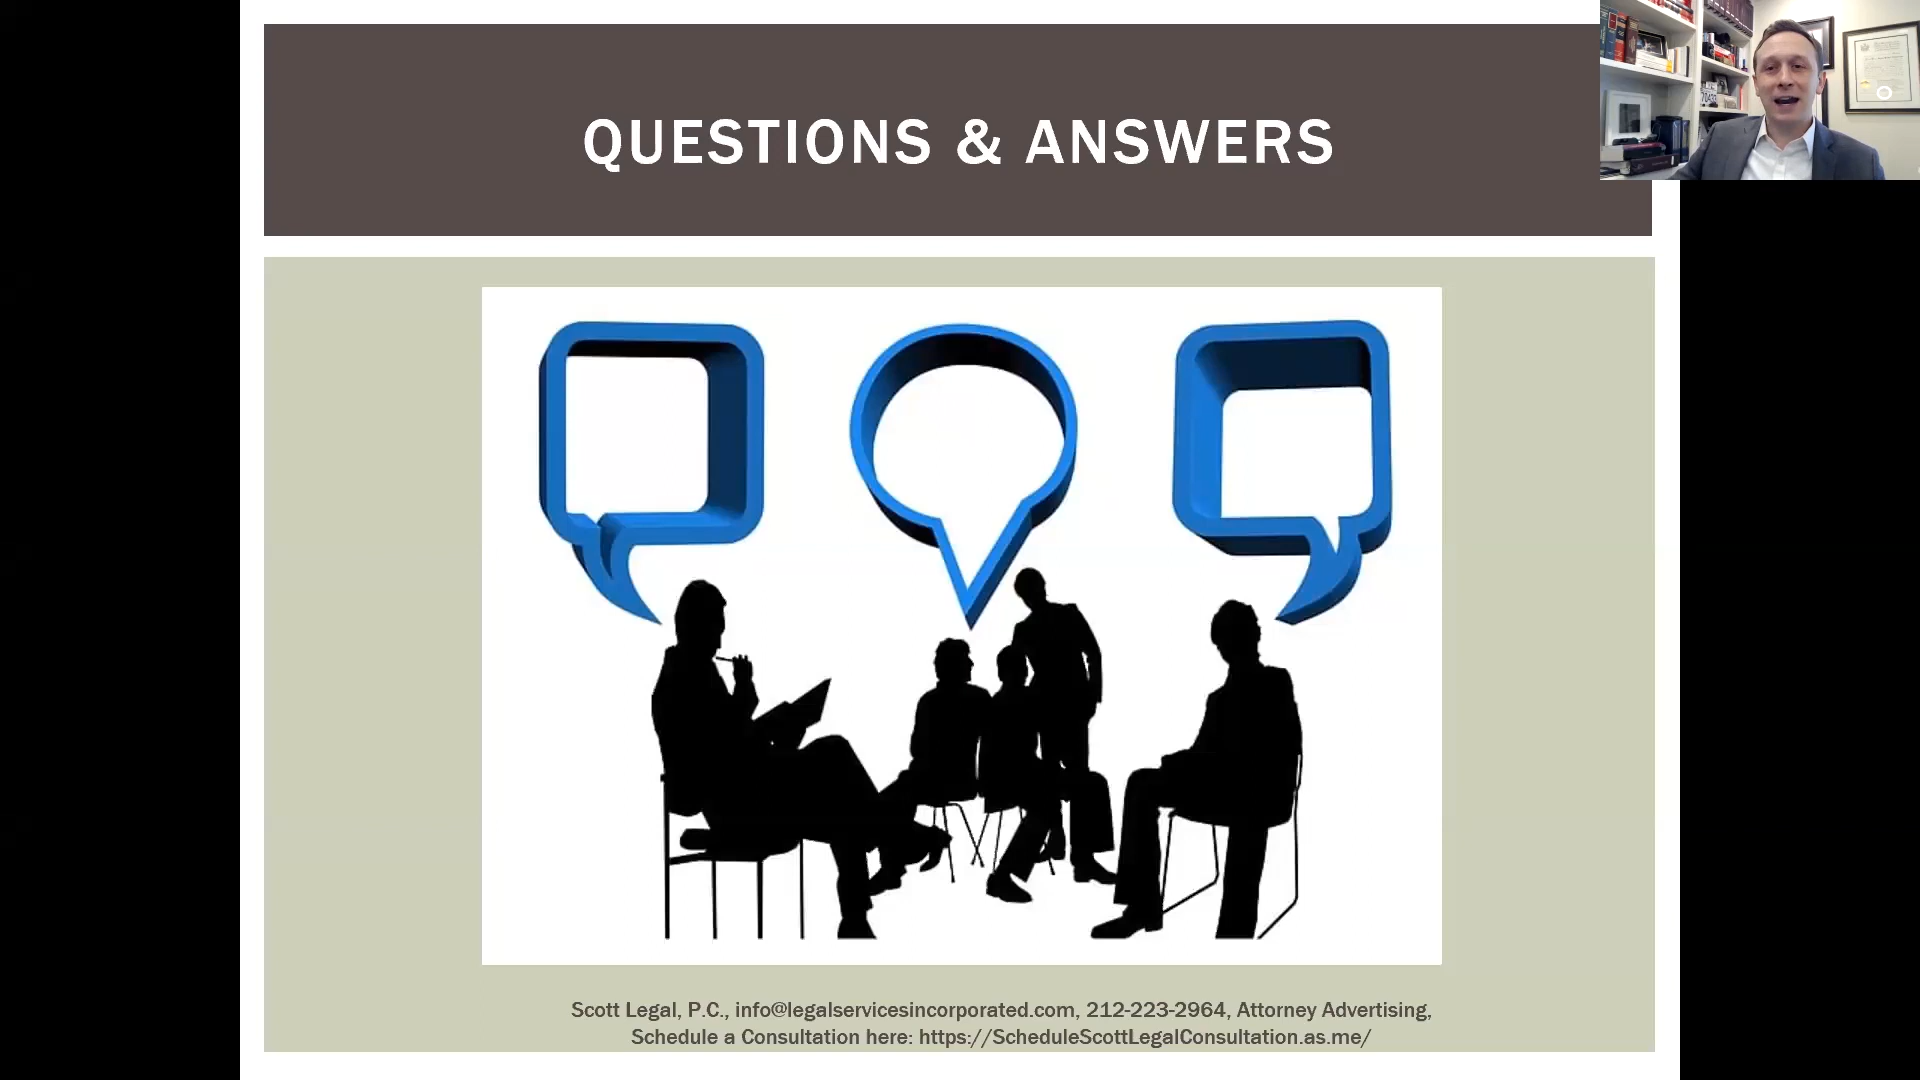 QUESTIONS & ANSWERS
Scott Legal, P.C., info@legalservicesincorporated.com, 212-223-2964, Attorney Advertising,
Schedule a Consultation here: https://ScheduleScottLegalConsultation.as.me/